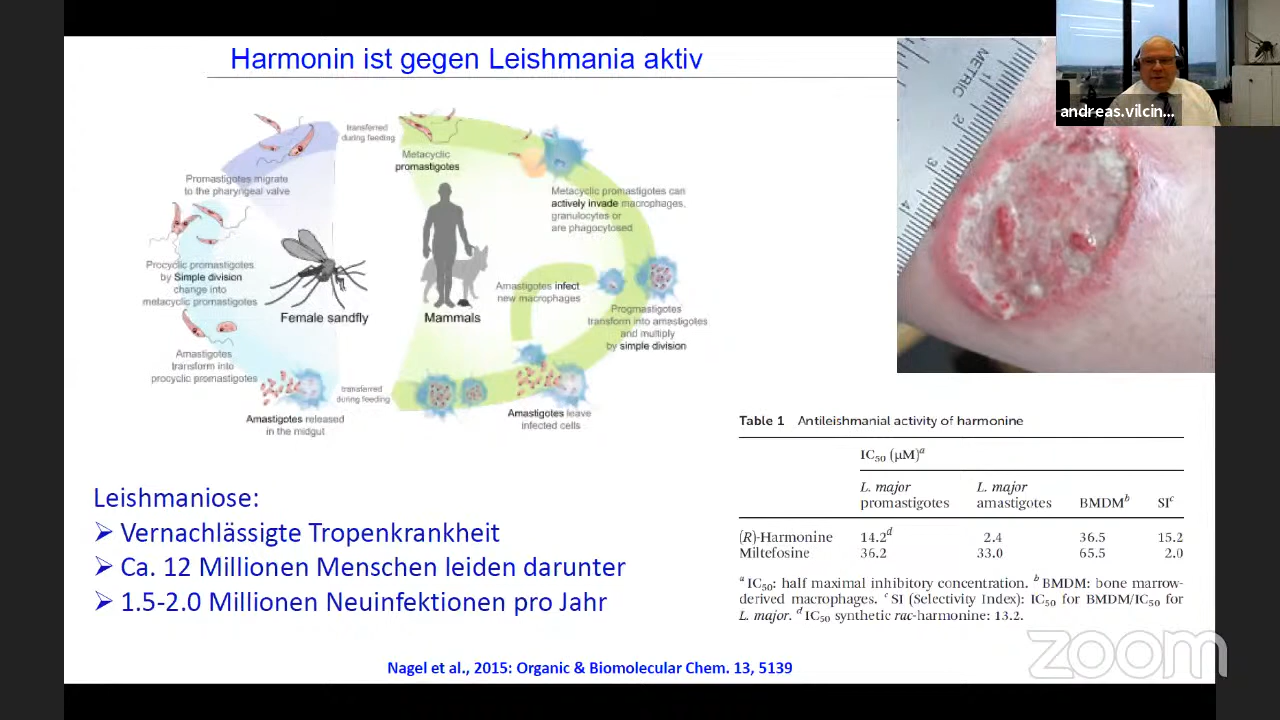 Harmonin ist gegen Leishmania aktiv
andreas.vilcin...
METRIC
2
3
4
transferred
during feeding
Metacyclic
promastigotes
Promastigotes migrate
to the pharyngeal valve
Metacyclic promastigotes can
actively invade macrophages,
granulocytes or
are phagocytosed
Procyclic promastigotes
by Simple division
change into
metacyclic promastigotes
Female sandfly
Mammals
Amastigotes infect
new macrophages
Progmastigotes
transform into amastigotes
and multiply
by simple division
Amastigotes
transform into
procyclic promastigotes
transferred
during feeding
Amastigotes released
in the midgut
Amastigotes leave
infected cells
Table 1 Antileishmanial activity of harmonine
IC50 (µM)a
L. major promastigotes L. major amastigotes BMDMb SIc
(R)-Harmonine 14.2d 2.4 36.5 15.2
Miltefosine 36.2 33.0 65.5 2.0
a IC50: half maximal inhibitory concentration. b BMDM: bone marrow-
derived macrophages. c SI (Selectivity Index): IC50 for BMDM/IC50 for
L. major. d IC50 synthetic rac-harmonine: 13.2.
Leishmaniose:
➢ Vernachlässigte Tropenkrankheit
➢ Ca. 12 Millionen Menschen leiden darunter
➢ 1.5-2.0 Millionen Neuinfektionen pro Jahr
Nagel et al., 2015: Organic & Biomolecular Chem. 13, 5139
zoom